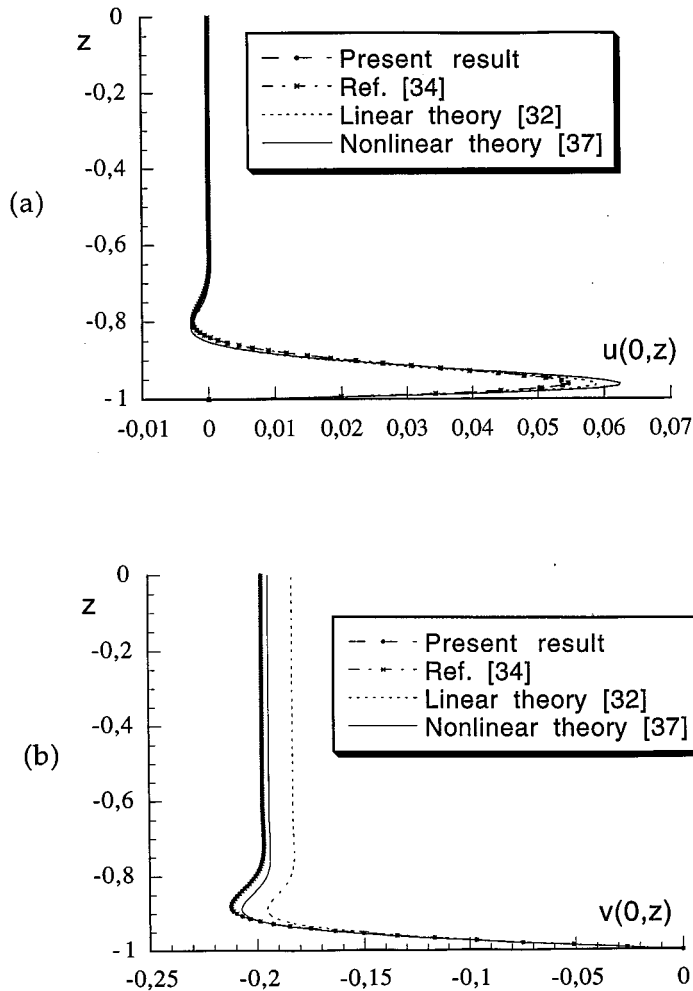 z
0
-0,2
-0,4
-0,6
-0,8
-1
(a)
Present result
Ref. [34]
Linear theory [32]
Nonlinear theory [37]
u(0,z)
-0,01 0 0,01 0,02 0,03 0,04 0,05 0,06 0,07
z
0
-0,2
-0,4
-0,6
-0,8
-1
(b)
Present result
Ref. [34]
Linear theory [32]
Nonlinear theory [37]
v(0,z)
-0,25 -0,2 -0,15 -0,1 -0,05 0